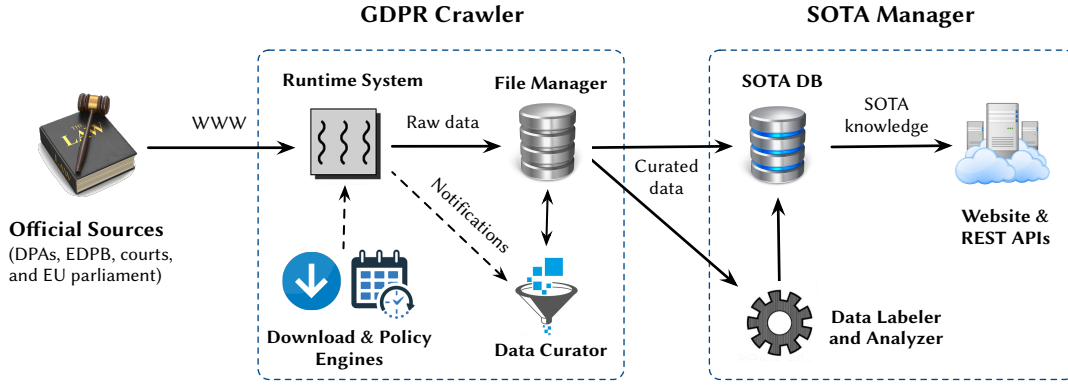 GDPR Crawler
SOTA Manager
Runtime System
File Manager
SOTA DB
THE
LAW
WWW
Raw data
SOTA
knowledge
Curated
data
Notifications
Official Sources
(DPAs, EDPB, courts,
and EU parliament)
Website &
REST APIs
Download & Policy
Engines
Data Curator
Data Labeler
and Analyzer